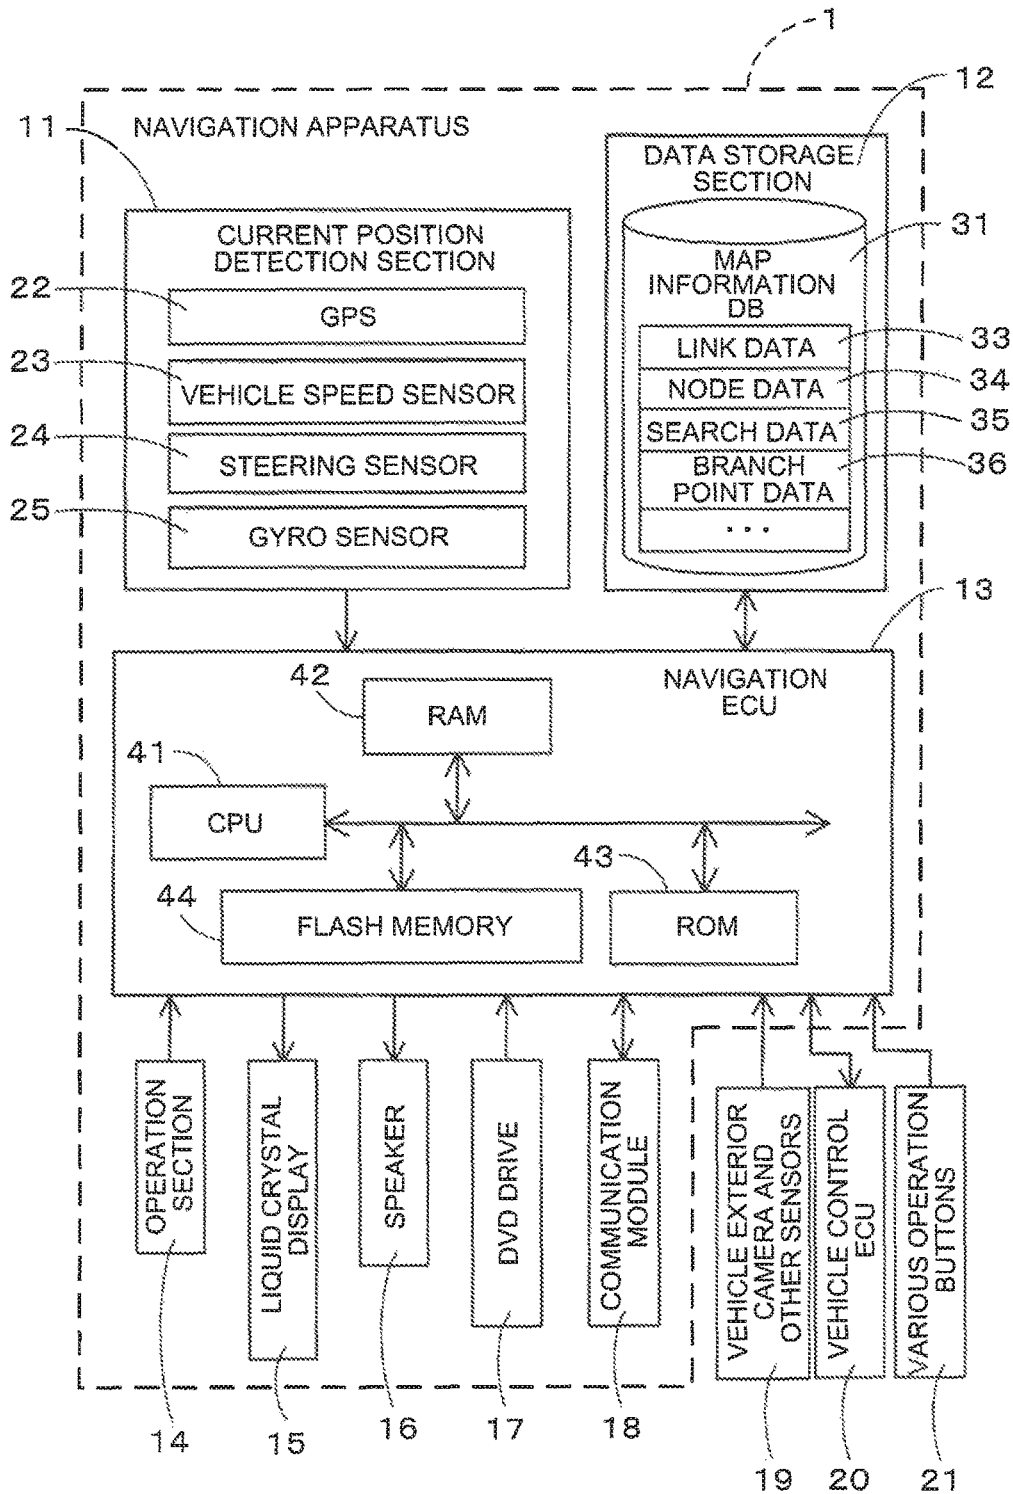 1
12
11
NAVIGATION APPARATUS
DATA STORAGE
SECTION
CURRENT POSITION
DETECTION SECTION
22
GPS
23
VEHICLE SPEED SENSOR
24
STEERING SENSOR
25
GYRO SENSOR
31
MAP
INFORMATION
DB
33
LINK DATA
34
NODE DATA
35
SEARCH DATA
36
BRANCH
POINT DATA
...
13
NAVIGATION
ECU
42
RAM
41
CPU
43
ROM
44
FLASH MEMORY
OPERATION
SECTION
LIQUID CRYSTAL
DISPLAY
SPEAKER
DVD DRIVE
COMMUNICATION
MODULE
VEHICLE EXTERIOR
CAMERA AND
OTHER SENSORS
VEHICLE CONTROL
ECU
VARIOUS OPERATION
BUTTONS
14
15
16
17
18
19
20
21